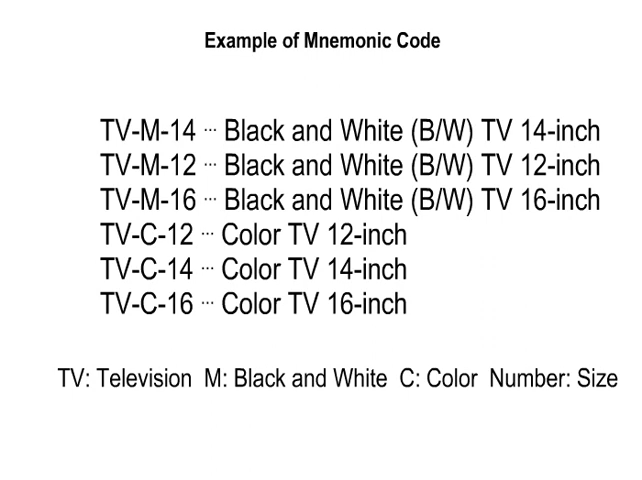 Example of Mnemonic Code
TV-M-14 ··· Black and White (B/W) TV 14-inch
TV-M-12 ··· Black and White (B/W) TV 12-inch
TV-M-16 ··· Black and White (B/W) TV 16-inch
TV-C-12 ··· Color TV 12-inch
TV-C-14 ··· Color TV 14-inch
TV-C-16 ··· Color TV 16-inch
TV: Television M: Black and White C: Color Number: Size